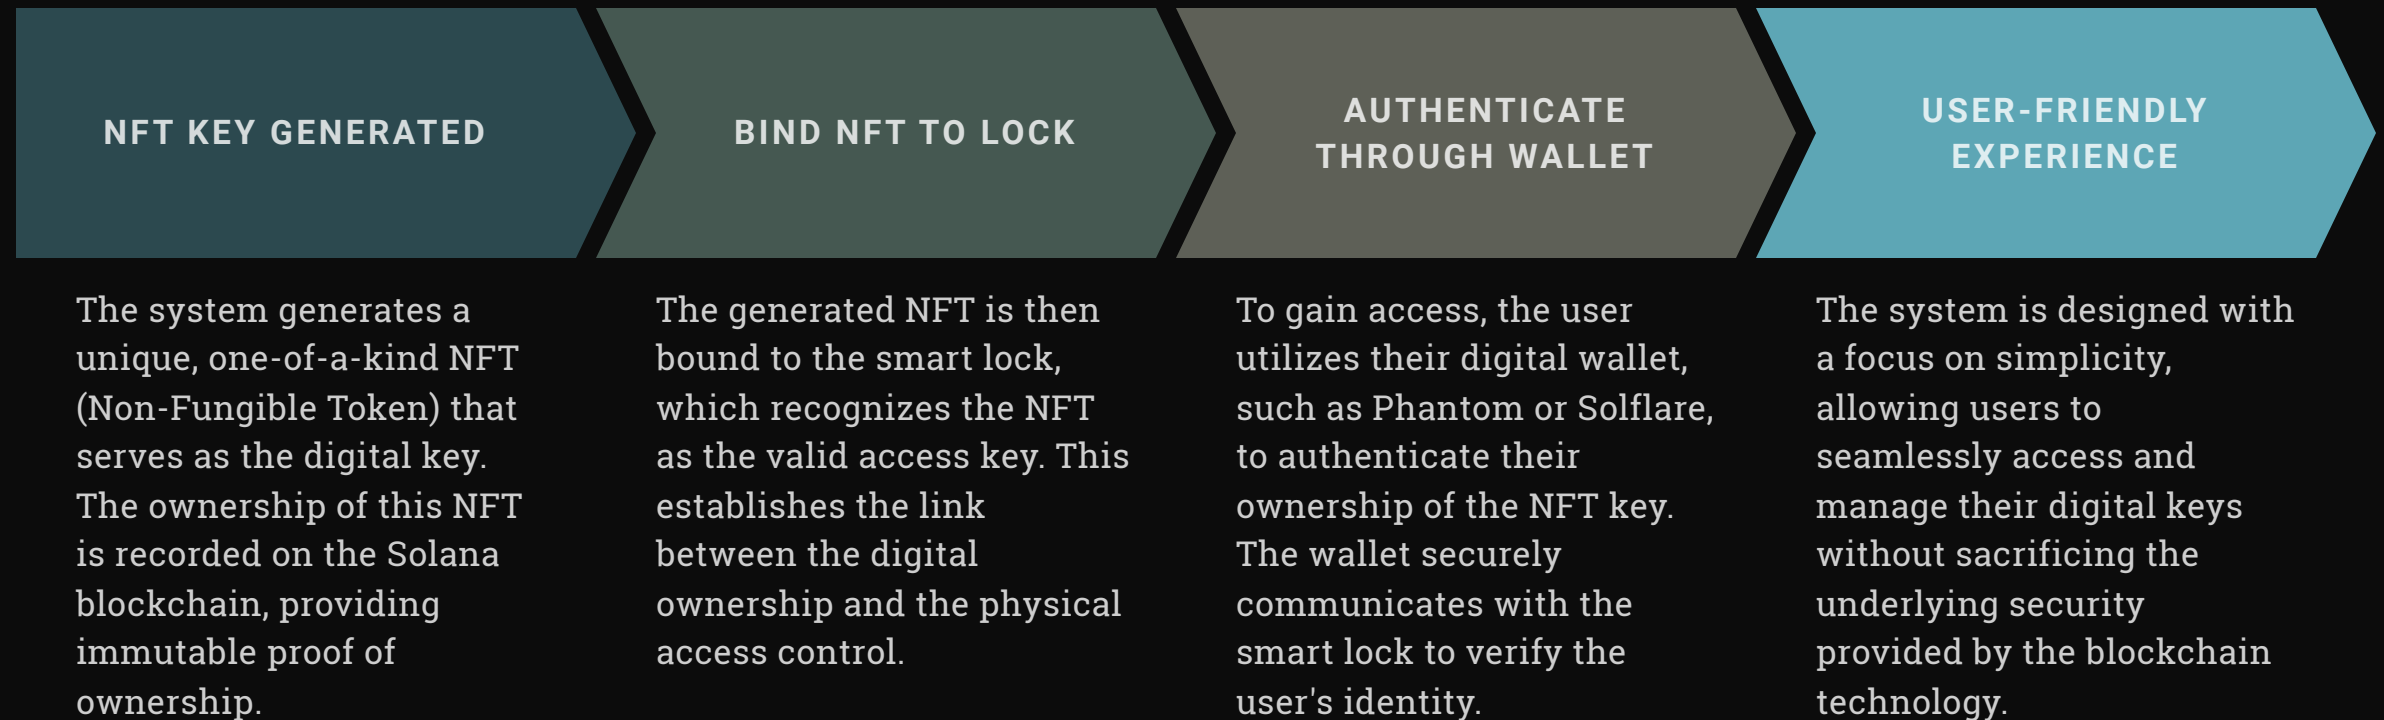 NFT KEY GENERATED
The system generates a
unique, one-of-a-kind NFT
(Non-Fungible Token) that
serves as the digital key.
The ownership of this NFT
is recorded on the Solana
blockchain, providing
immutable proof of
ownership.
BIND NFT TO LOCK
The generated NFT is then
bound to the smart lock,
which recognizes the NFT
as the valid access key. This
establishes the link
between the digital
ownership and the physical
access control.
AUTHENTICATE
THROUGH WALLET
To gain access, the user
utilizes their digital wallet,
such as Phantom or Solflare,
to authenticate their
ownership of the NFT key.
The wallet securely
communicates with the
smart lock to verify the
user's identity.
USER-FRIENDLY
EXPERIENCE
The system is designed with
a focus on simplicity,
allowing users to
seamlessly access and
manage their digital keys
without sacrificing the
underlying security
provided by the blockchain
technology.